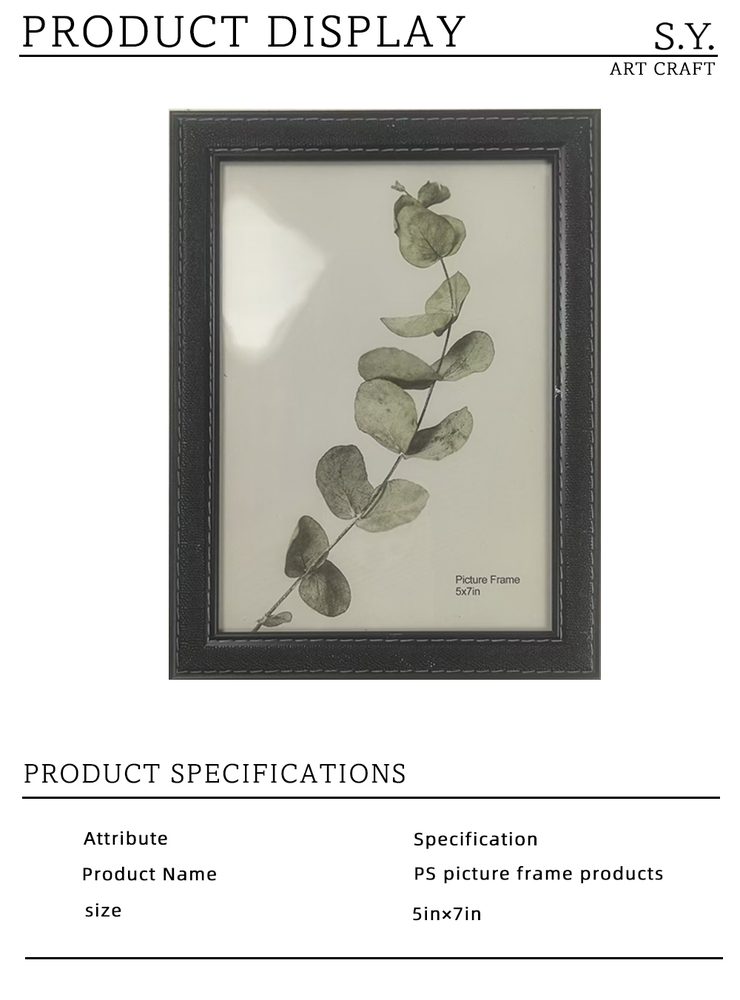 PRODUCT DISPLAY
S.Y.
ART CRAFT
Picture Frame
5x7in
PRODUCT SPECIFICATIONS
Attribute Specification
Product Name PS picture frame products
size 5in×7in